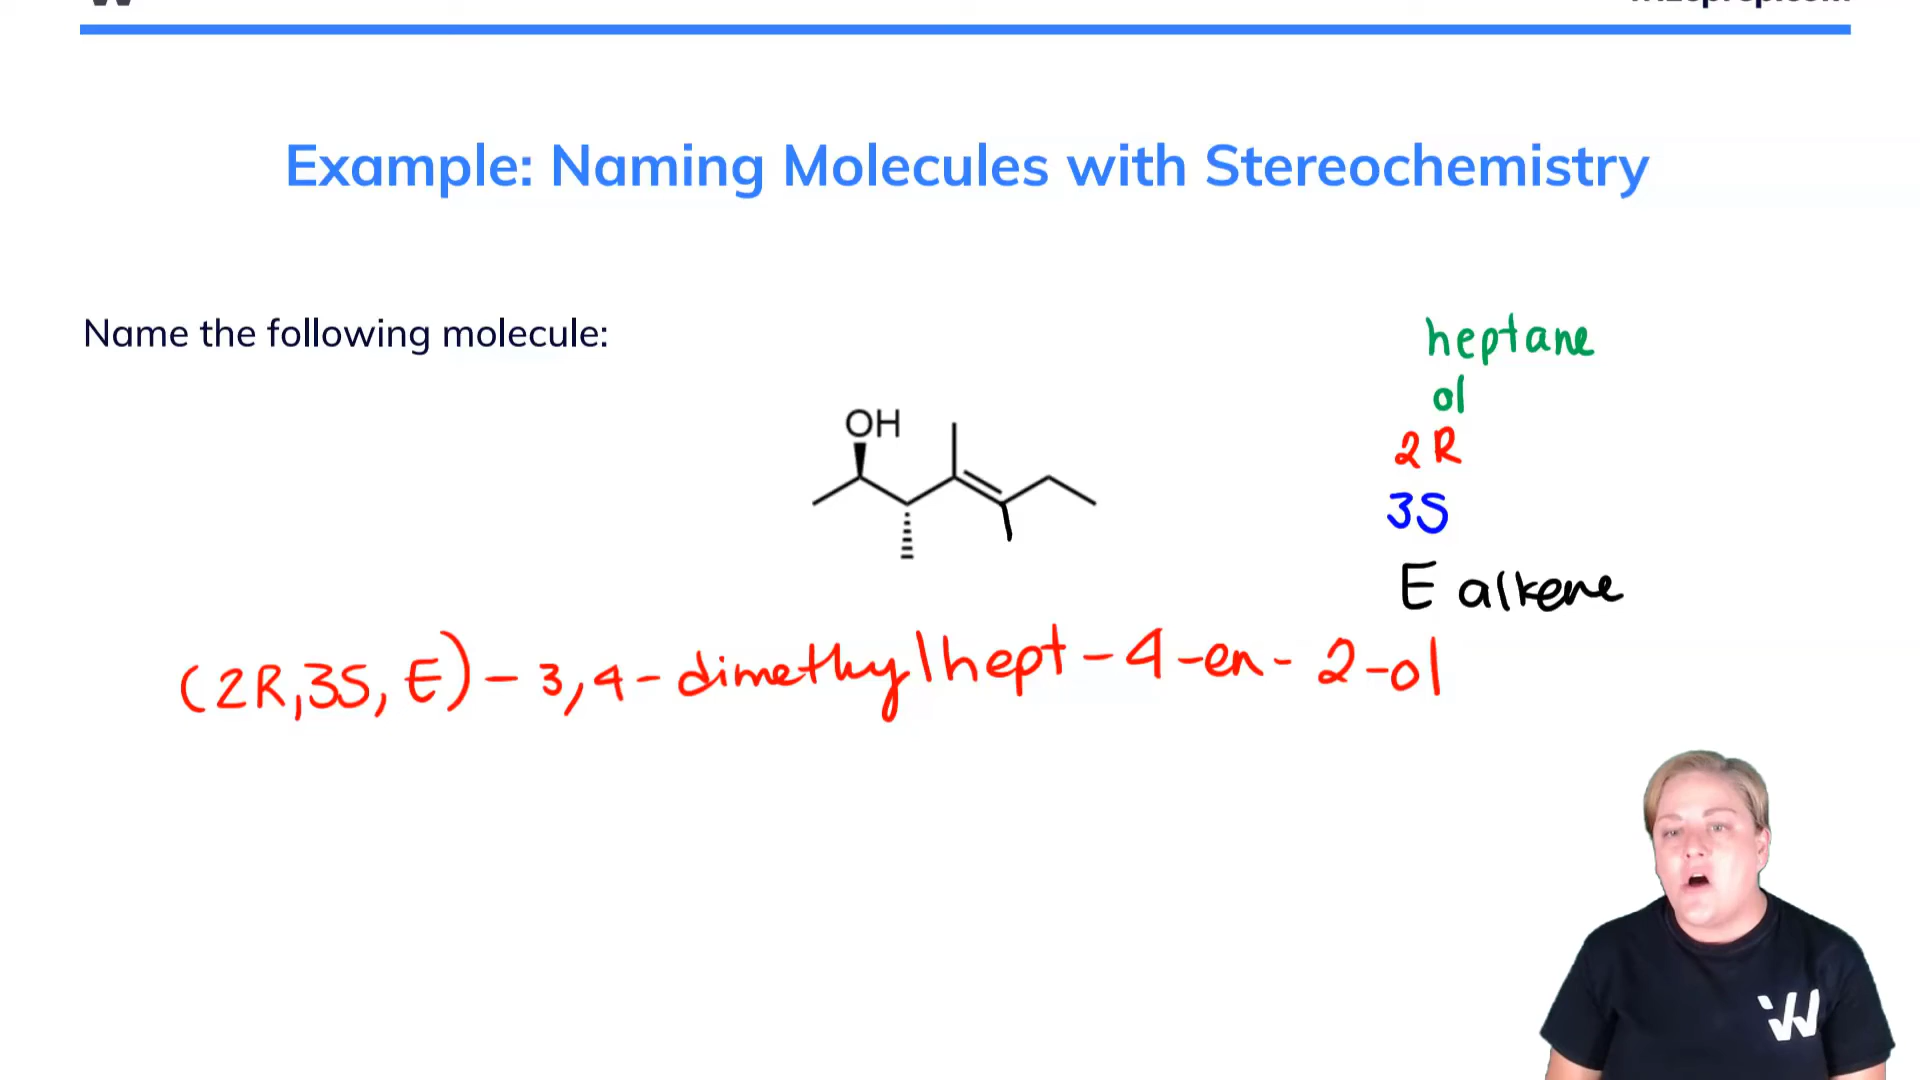 Example: Naming Molecules with Stereochemistry
Name the following molecule:
heptane
ol
2R
3S
E alkene
OH
(2R,3S, E)-3,4-dimethylhept-4-en-2-ol
W